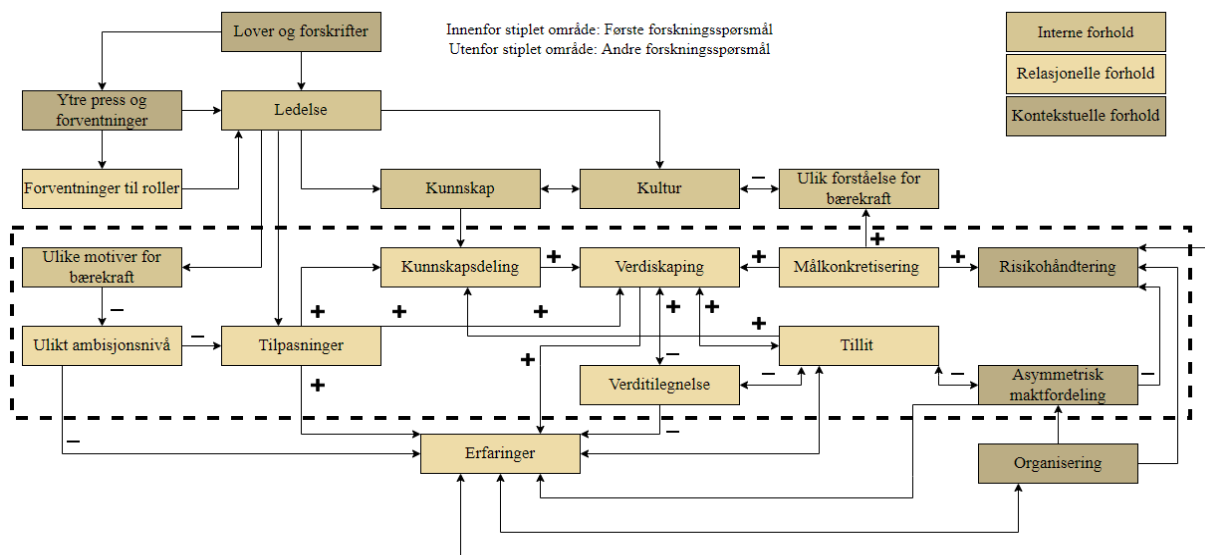 Lover og forskrifter
Innenfor stiplet område: Første forskningsspørsmål
Utenfor stiplet område: Andre forskningsspørsmål
Interne forhold
Relasjonelle forhold
Kontekstuelle forhold
Ytre press og
forventninger
Ledelse
Forventninger til roller
Kunnskap
Kultur
–
Ulik forståelse for
bærekraft
+
Ulike motiver for
bærekraft
Kunnskapsdeling
+
Verdiskaping
+
Målkonkretisering
+
Risikohåndtering
–
+
+
+
+
+
Ulikt ambisjonsnivå
–
Tilpasninger
+
+
–
Tillit
+
Verditilegnelse
–
–
Asymmetrisk
maktfordeling
–
–
–
Erfaringer
Organisering